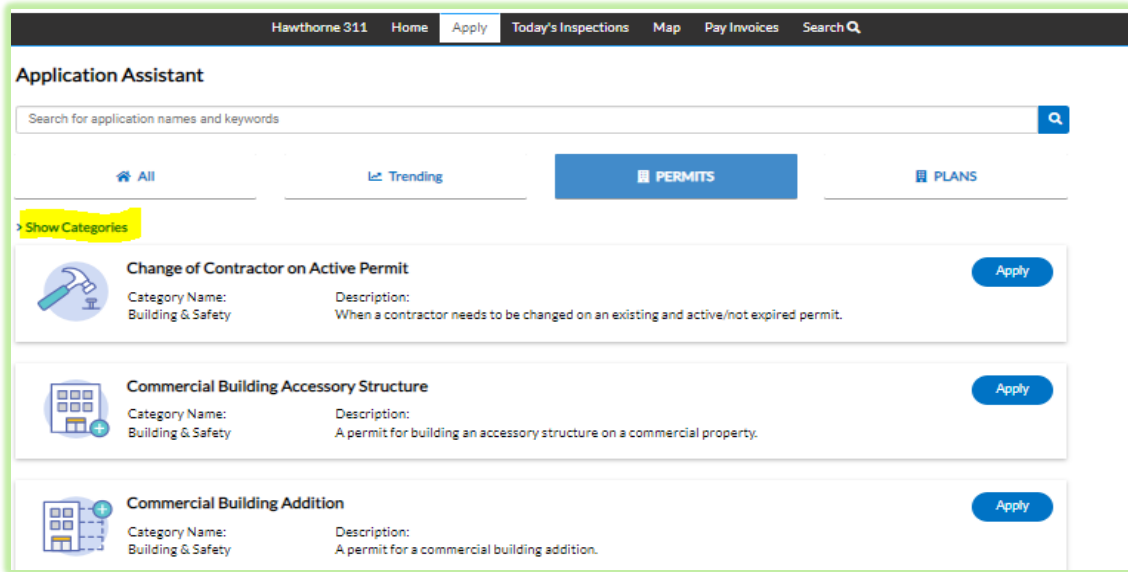 Hawthorne 311 Home Apply Today's Inspections Map Pay Invoices Search
Application Assistant
Search for application names and keywords
All Trending PERMITS PLANS
> Show Categories
Change of Contractor on Active Permit
Apply
Category Name: Description:
Building & Safety When a contractor needs to be changed on an existing and active/not expired permit.
Commercial Building Accessory Structure
Apply
Category Name: Description:
Building & Safety A permit for building an accessory structure on a commercial property.
Commercial Building Addition
Apply
Category Name: Description:
Building & Safety A permit for a commercial building addition.